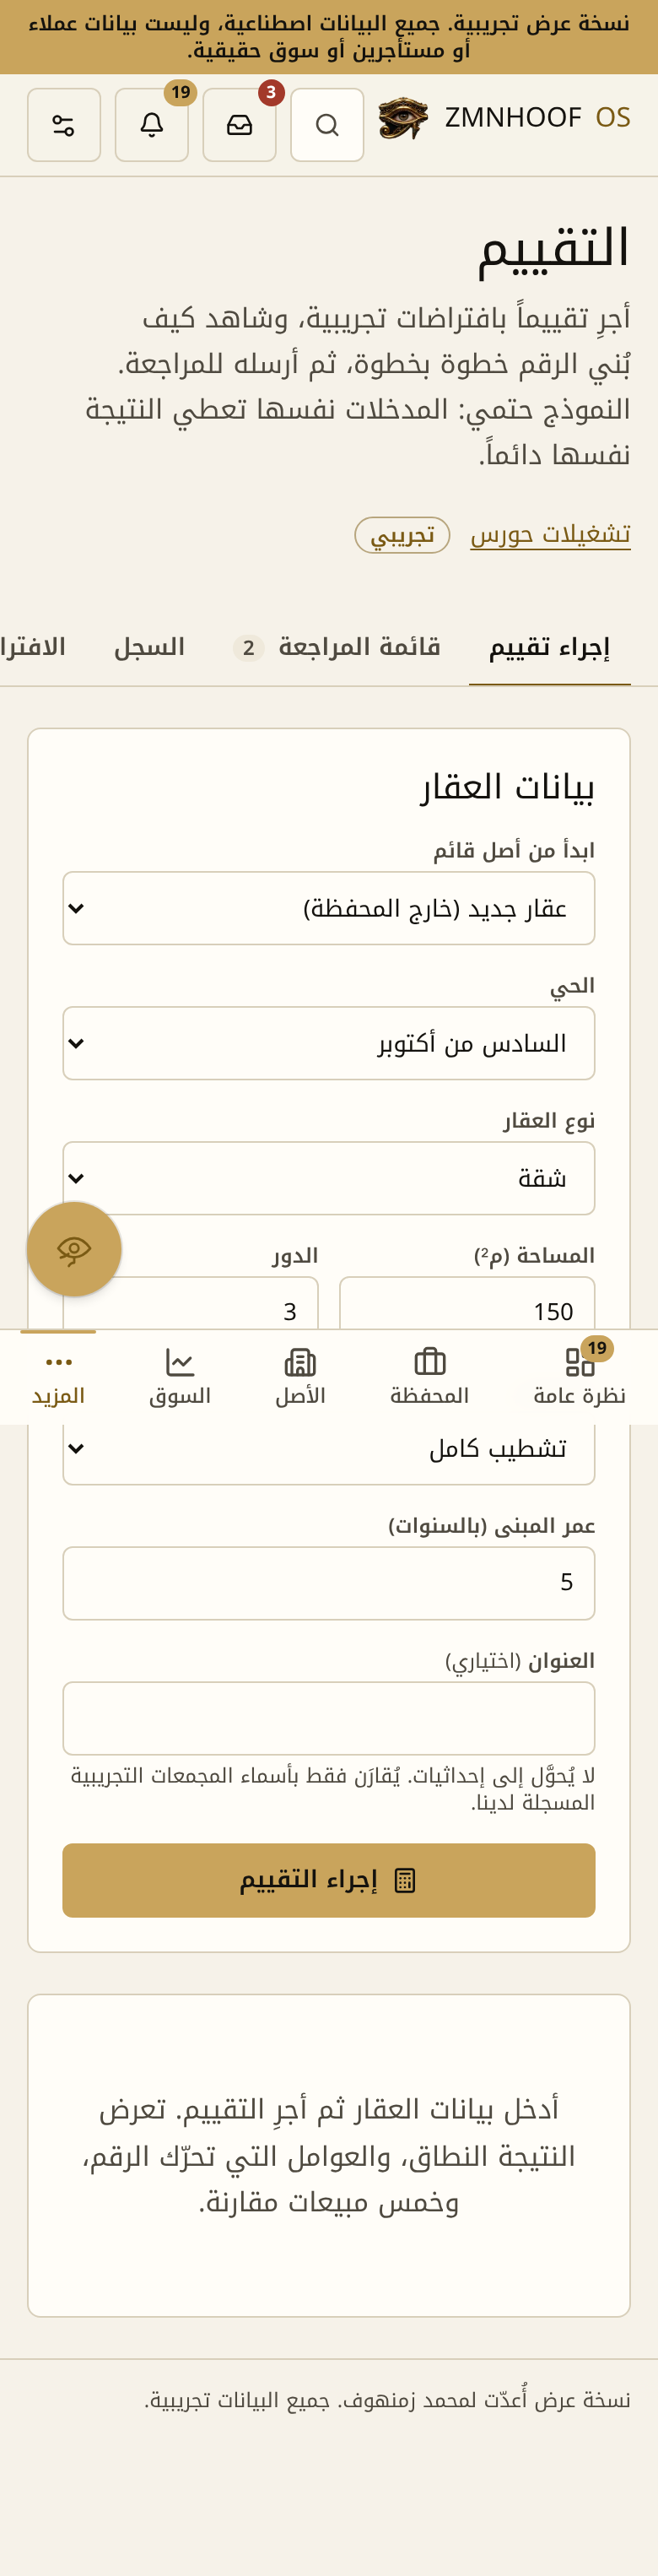 نسخة عرض تجريبية. جميع البيانات اصطناعية، وليست بيانات عملاء
أو مستأجرين أو سوق حقيقية.
ZMNHOOF OS
3
19
التقييم
أجرِ تقييماً بافتراضات تجريبية، وشاهد كيف
بُني الرقم خطوة بخطوة، ثم أرسله للمراجعة.
النموذج حتمي: المدخلات نفسها تعطي النتيجة
نفسها دائماً.
تشغيلات حورس تجريبي
إجراء تقييم قائمة المراجعة 2 السجل
بيانات العقار
ابدأ من أصل قائم
عقار جديد (خارج المحفظة)
الحي
السادس من أكتوبر
نوع العقار
شقة
المساحة (م²) الدور
150 3
19
نظرة عامة المحفظة الأصل السوق المزيد
تشطيب كامل
عمر المبنى (بالسنوات)
5
العنوان (اختياري)
لا يُحوَّل إلى إحداثيات. يُقارَن فقط بأسماء المجمعات التجريبية
المسجلة لدينا.
إجراء التقييم
أدخل بيانات العقار ثم أجرِ التقييم. تعرض
النتيجة النطاق، والعوامل التي تحرّك الرقم،
وخمس مبيعات مقارنة.
نسخة عرض أُعدّت لمحمد زمنهوف. جميع البيانات تجريبية.